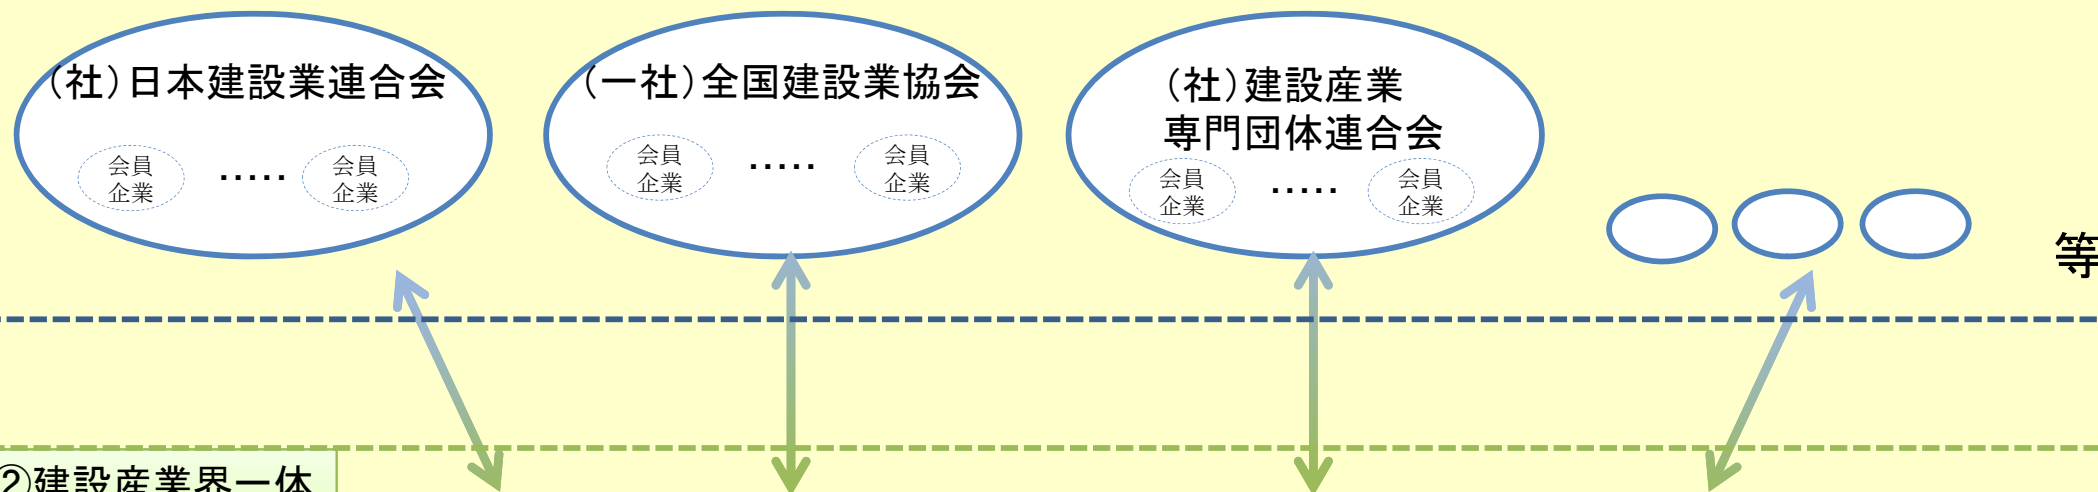 （社）日本建設業連合会
会員
企業
・・・・・
会員
企業
（一社）全国建設業協会
会員
企業
・・・・・
会員
企業
（社）建設産業
専門団体連合会
会員
企業
・・・・・
会員
企業
等
②建設産業界一体